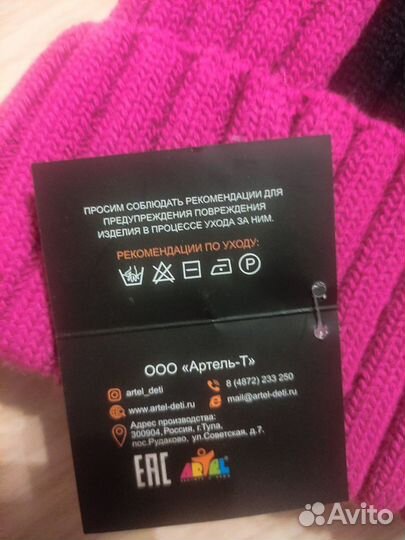 ПРОСИМ СОБЛЮДАТЬ РЕКОМЕНДАЦИИ ДЛЯ
ПРЕДУПРЕЖДЕНИЯ ПОВРЕЖДЕНИЯ
ИЗДЕЛИЯ В ПРОЦЕССЕ УХОДА ЗА НИМ.
РЕКОМЕНДАЦИИ ПО УХОДУ:
P
ООО «Артель-Т»
artel_deti
8 (4872) 233 250
www.artel-deti.ru
mail@artel-deti.ru
Адрес производства:
300904, Россия, г.Тула,
пос.Рудаково, ул.Советская, д.7.
EAC
ARTEL
Avito